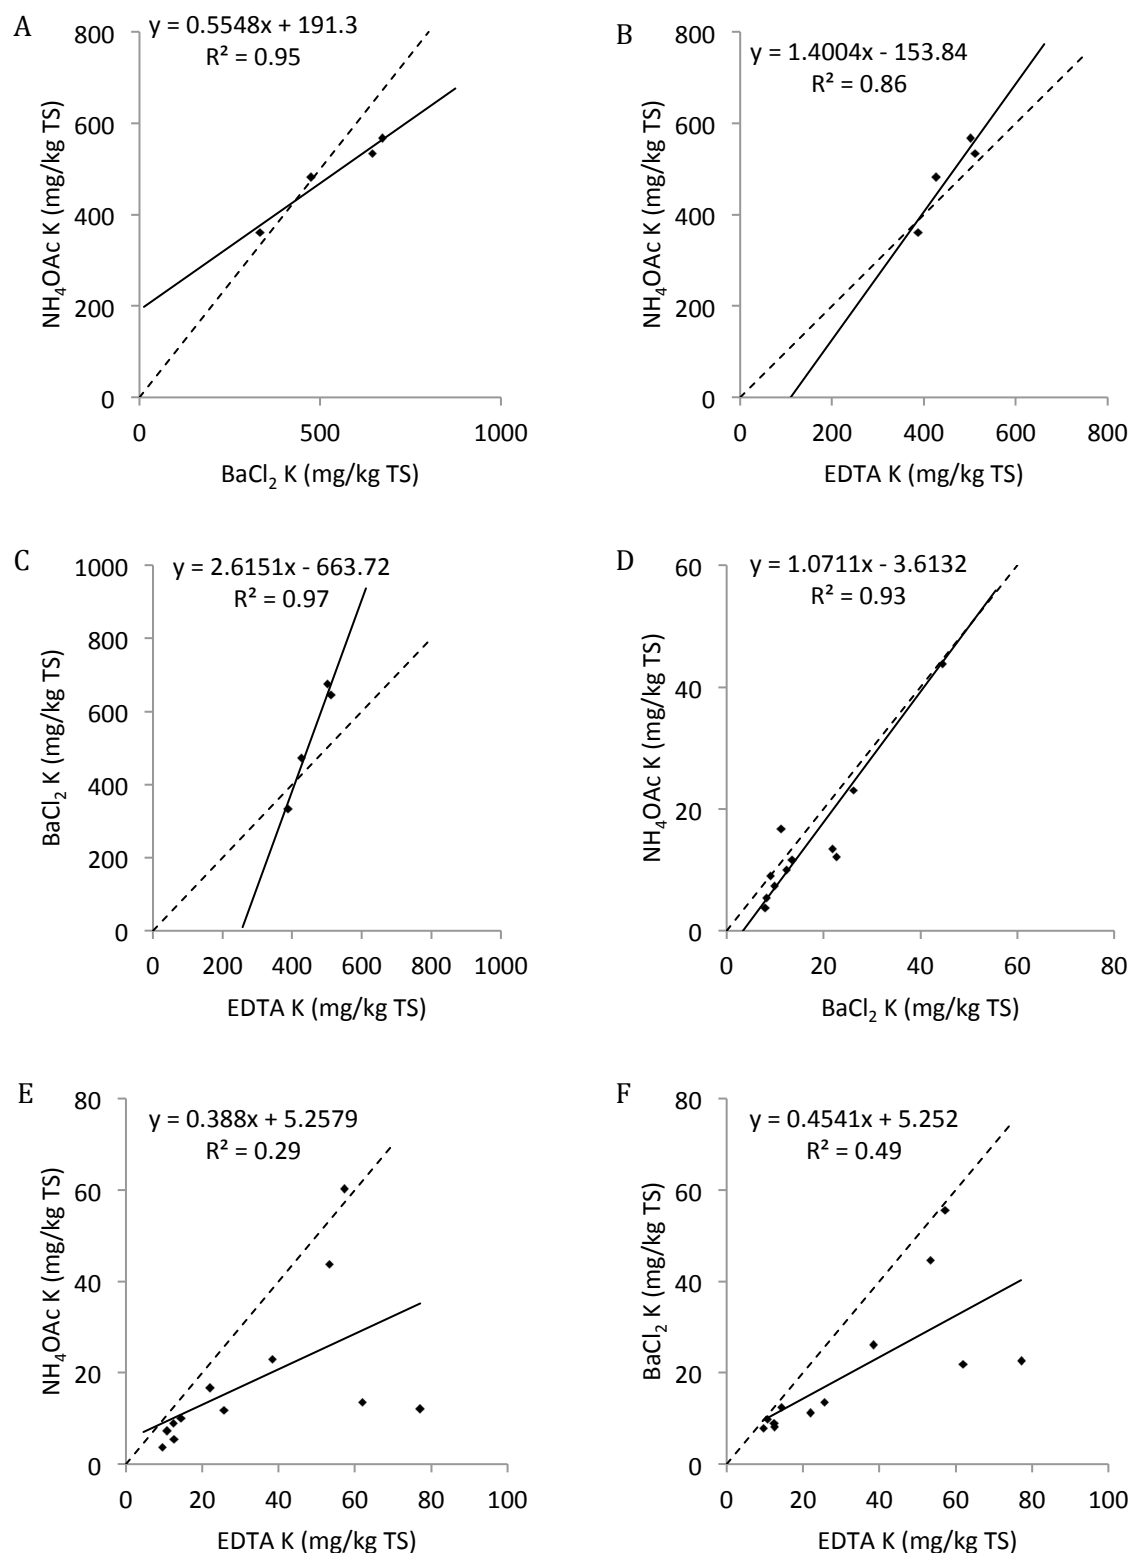 A
y = 0.5548x + 191.3
R² = 0.95
800
600
400
200
0
0 500 1000
NH₄OAc K (mg/kg TS)
BaCl₂ K (mg/kg TS)
B
y = 1.4004x - 153.84
R² = 0.86
800
600
400
200
0
0 200 400 600 800
NH₄OAc K (mg/kg TS)
EDTA K (mg/kg TS)
C
y = 2.6151x - 663.72
R² = 0.97
1000
800
600
400
200
0
0 200 400 600 800 1000
BaCl₂ K (mg/kg TS)
EDTA K (mg/kg TS)
D
y = 1.0711x - 3.6132
R² = 0.93
60
40
20
0
0 20 40 60 80
NH₄OAc K (mg/kg TS)
BaCl₂ K (mg/kg TS)
E
y = 0.388x + 5.2579
R² = 0.29
80
60
40
20
0
0 20 40 60 80 100
NH₄OAc K (mg/kg TS)
EDTA K (mg/kg TS)
F
y = 0.4541x + 5.252
R² = 0.49
80
60
40
20
0
0 20 40 60 80 100
BaCl₂ K (mg/kg TS)
EDTA K (mg/kg TS)